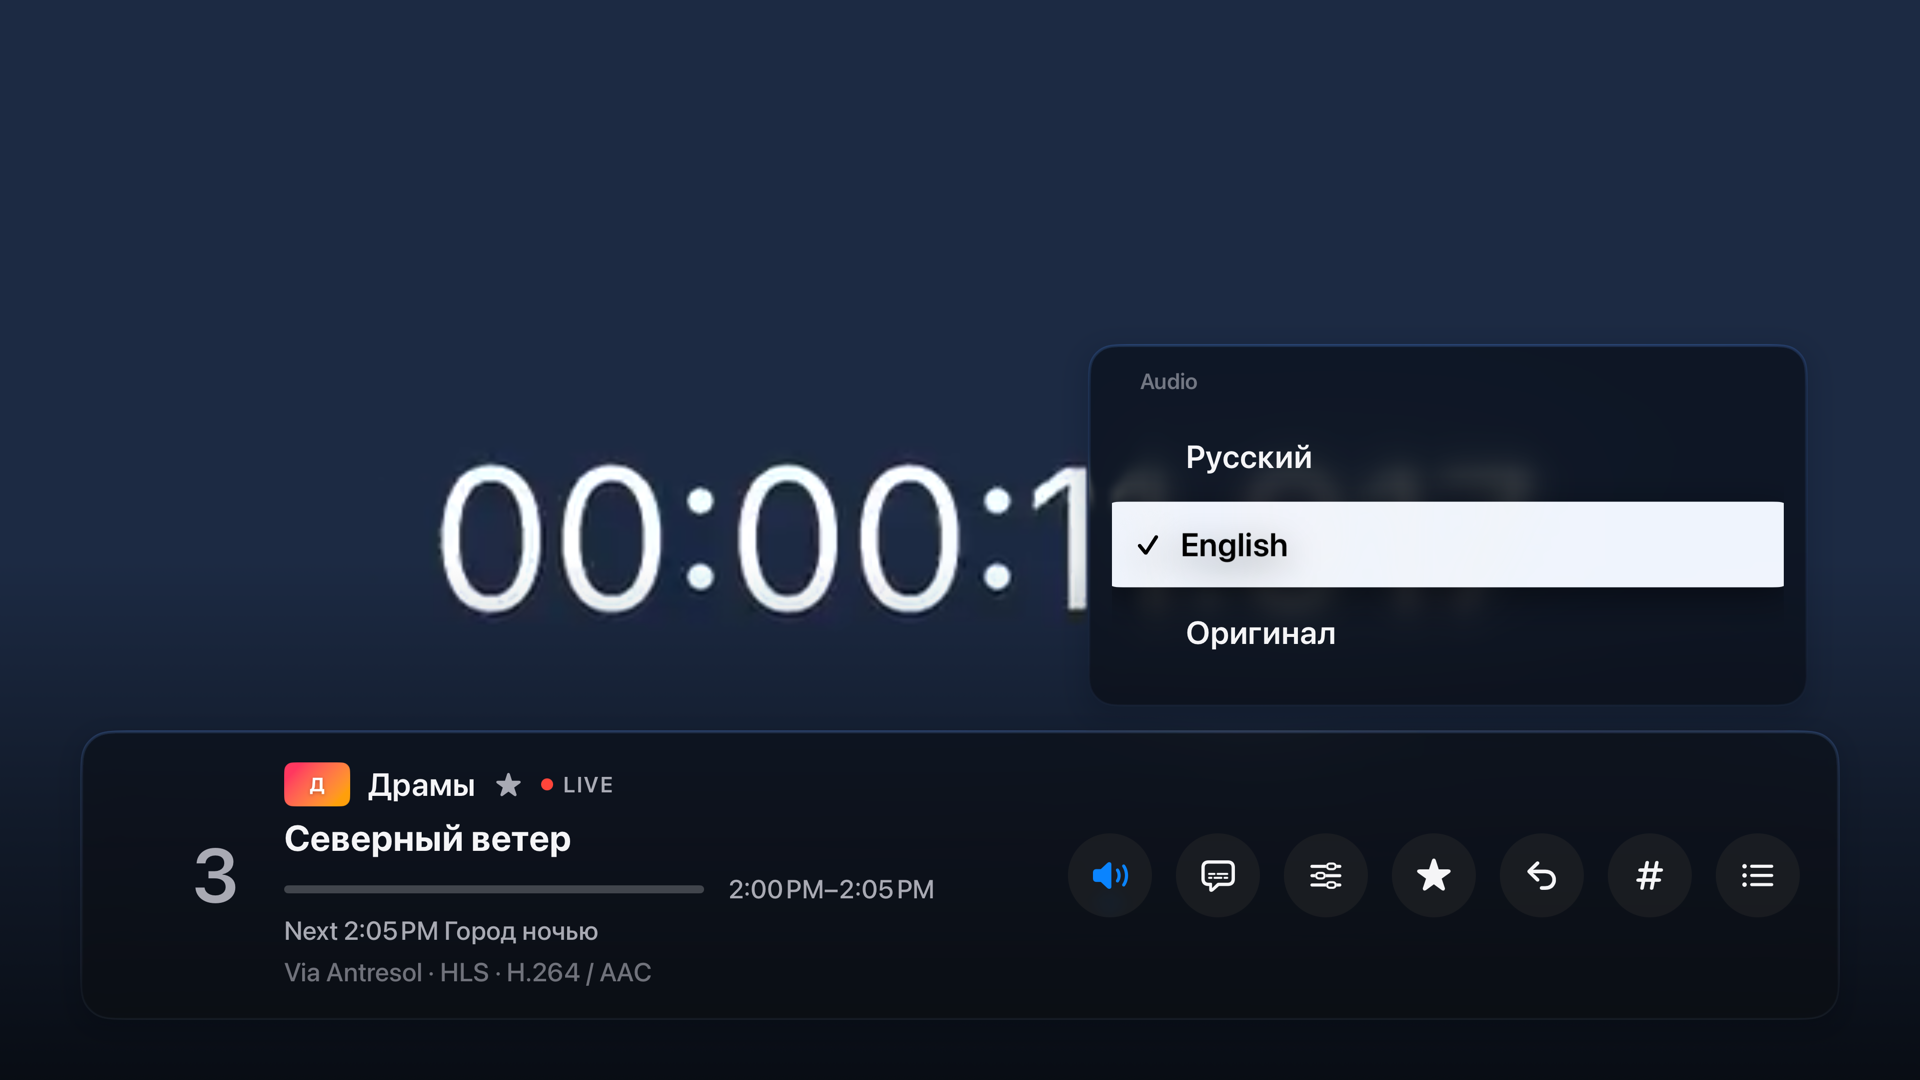 00:00:1
Audio
Русский
English
Оригинал
3
Д
Драмы
LIVE
Северный ветер
2:00 PM–2:05 PM
Next 2:05 PM Город ночью
Via Antresol · HLS · H.264 / AAC
#